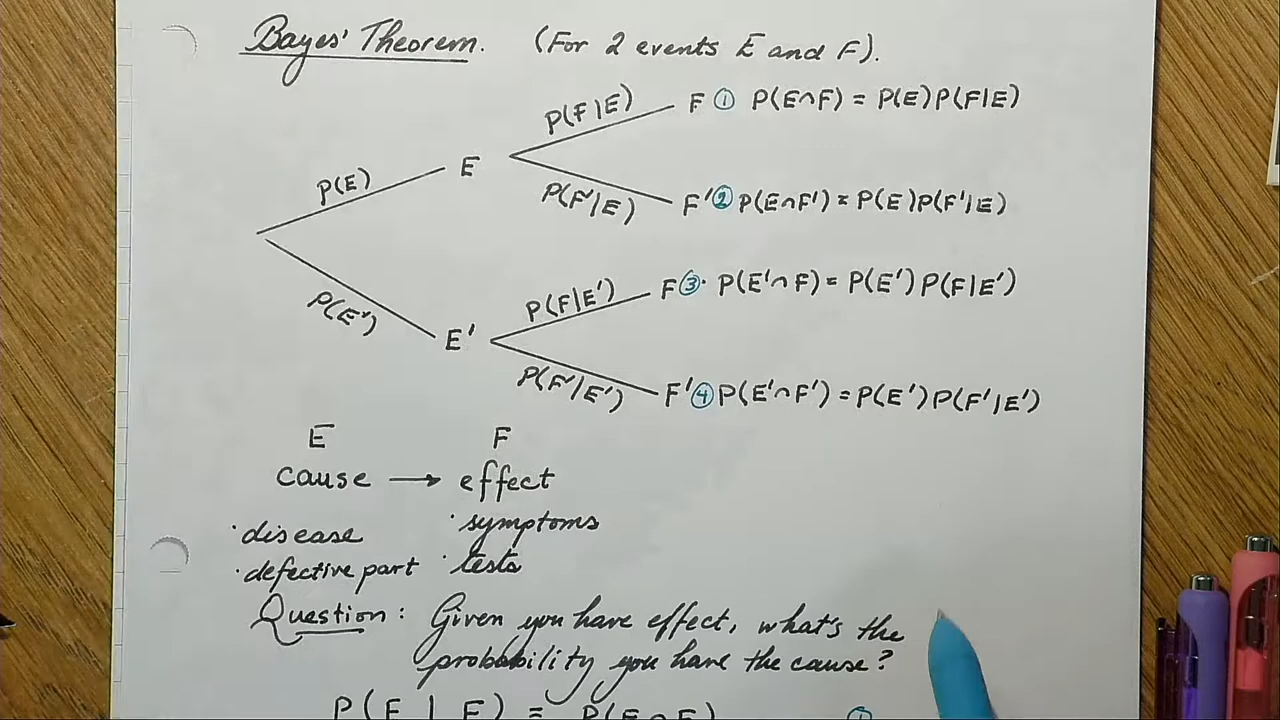 Bayes' Theorem. (For 2 events E and F).
P(F|E) F ① P(E∩F) = P(E)P(F|E)
P(E) E
P(F'|E) F' ② P(E∩F') = P(E)P(F'|E)
P(F|E') F ③ P(E'∩F) = P(E')P(F|E')
P(E') E'
P(F'|E') F' ④ P(E'∩F') = P(E')P(F'|E')
E F
cause → effect
· disease · symptoms
· defective part · tests
Question: Given you have effect, what's the
probability you have the cause?
P(E | F) = P(E∩F) ①